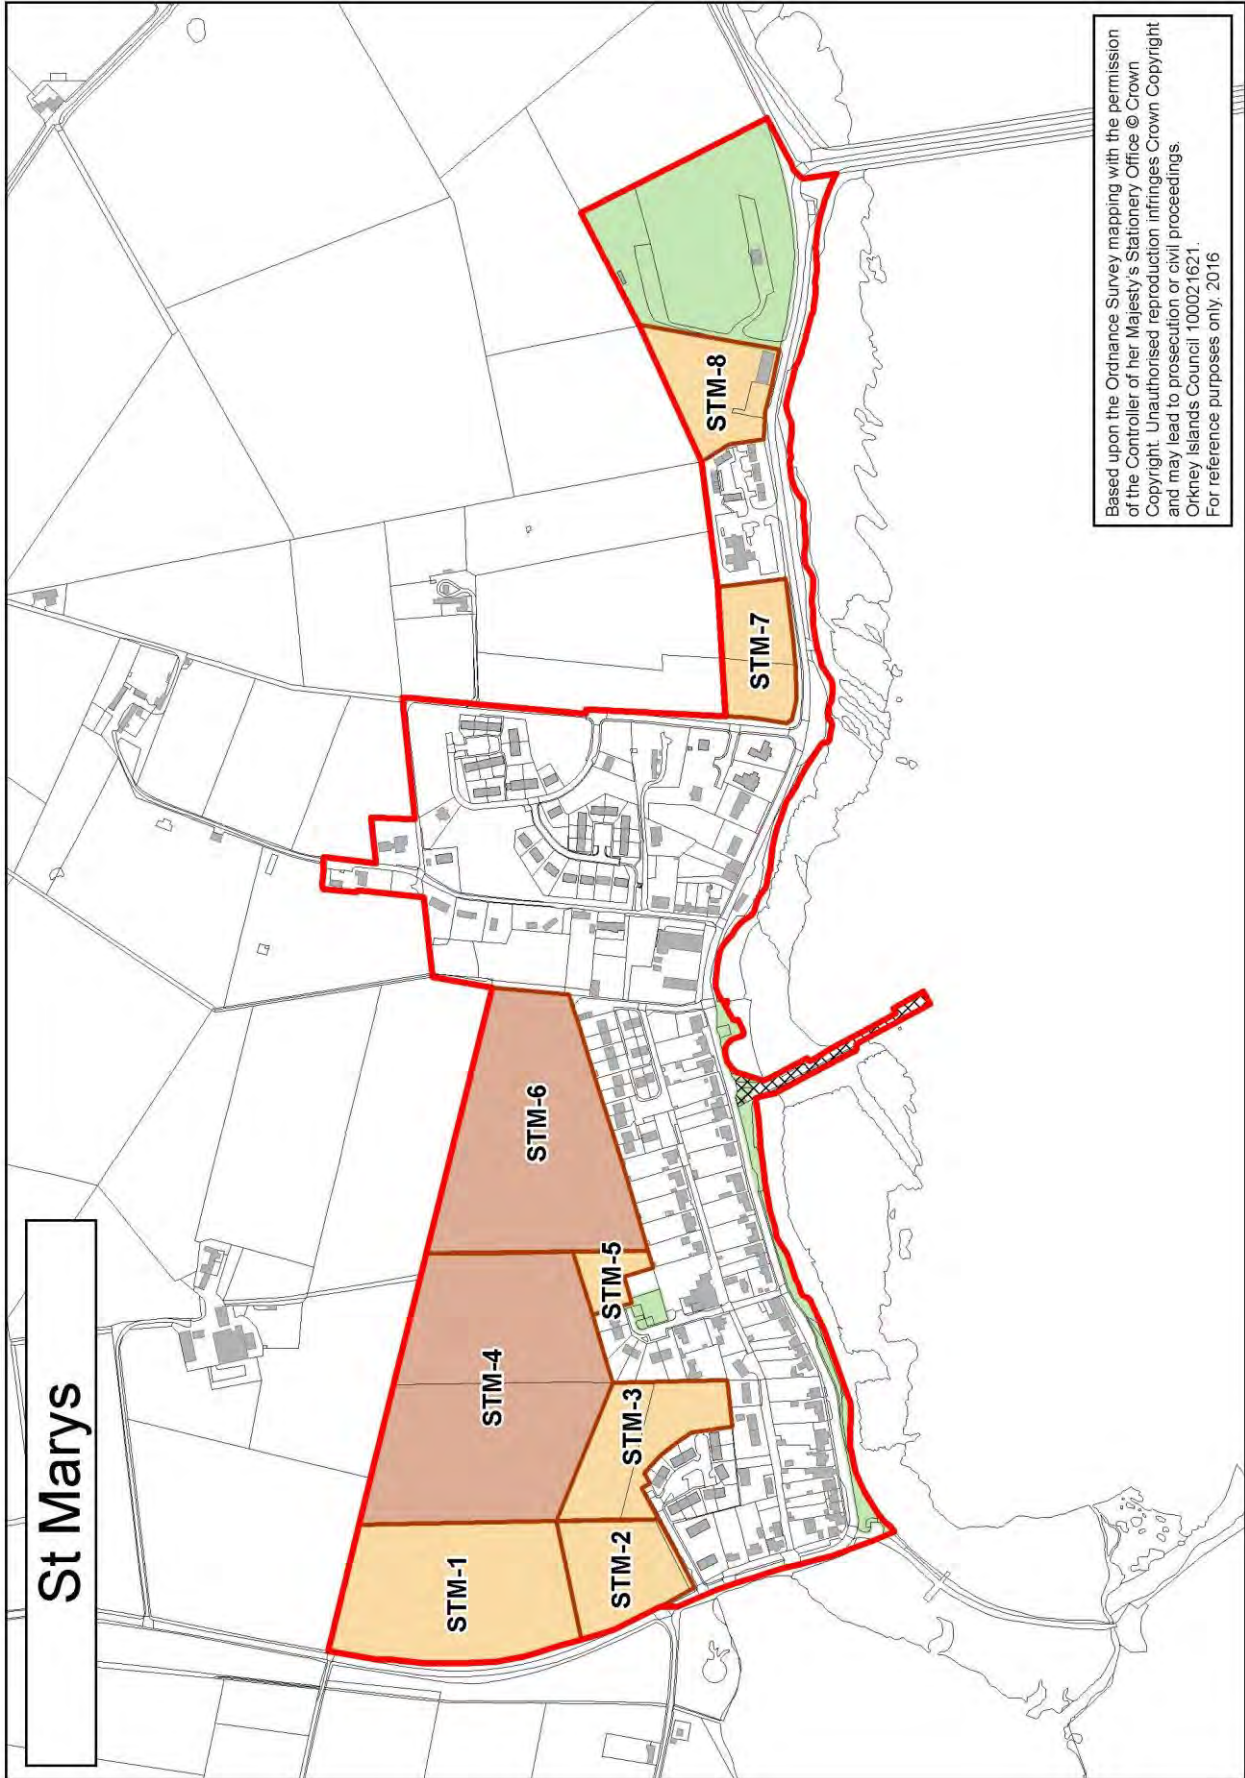 St Marys
STM-1
STM-2
STM-3
STM-4
STM-5
STM-6
STM-7
STM-8
Based upon the Ordnance Survey mapping with the permission
of the Controller of her Majesty's Stationery Office © Crown
Copyright. Unauthorised reproduction infringes Crown Copyright
and may lead to prosecution or civil proceedings.
Orkney Islands Council 100021621.
For reference purposes only. 2016